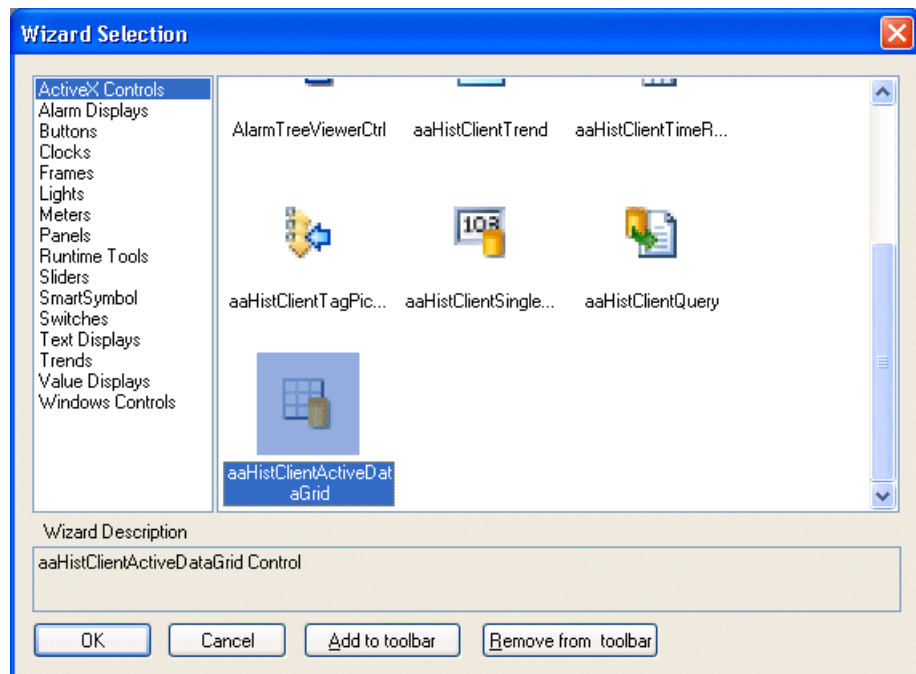 Wizard Selection
ActiveX Controls
Alarm Displays
Buttons
Clocks
Frames
Lights
Meters
Panels
Runtime Tools
Sliders
SmartSymbol
Switches
Text Displays
Trends
Value Displays
Windows Controls
AlarmTreeViewerCtrl aaHistClientTrend aaHistClientTimeR...
103
aaHistClientTagPic... aaHistClientSingle... aaHistClientQuery
aaHistClientActiveDat
aGrid
Wizard Description
aaHistClientActiveDataGrid Control
OK Cancel Add to toolbar Remove from toolbar